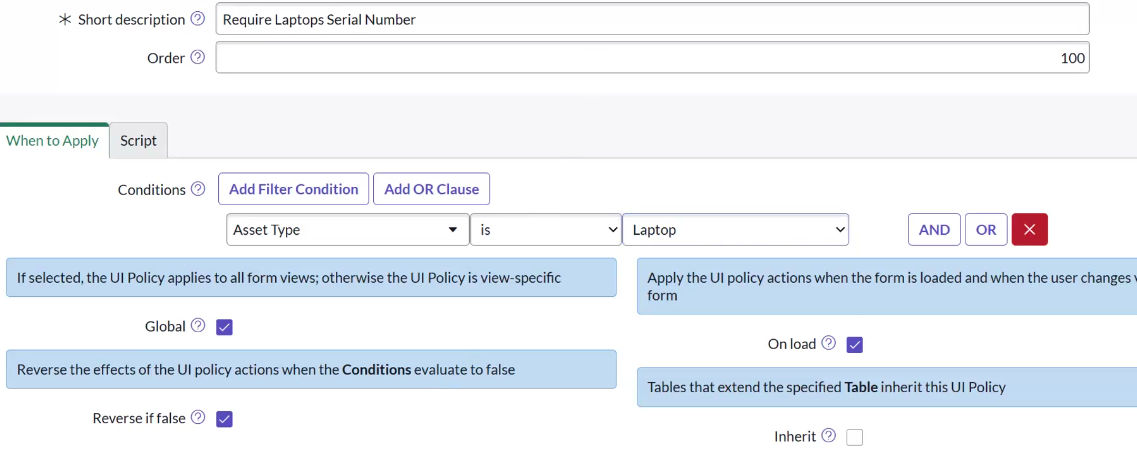 Short description Require Laptops Serial Number
Order 100
When to Apply Script
Conditions Add Filter Condition Add OR Clause
Asset Type is Laptop AND OR
If selected, the UI Policy applies to all form views; otherwise the UI Policy is view-specific
Apply the UI policy actions when the form is loaded and when the user changes
form
Global
On load
Reverse the effects of the UI policy actions when the Conditions evaluate to false
Tables that extend the specified Table inherit this UI Policy
Reverse if false
Inherit